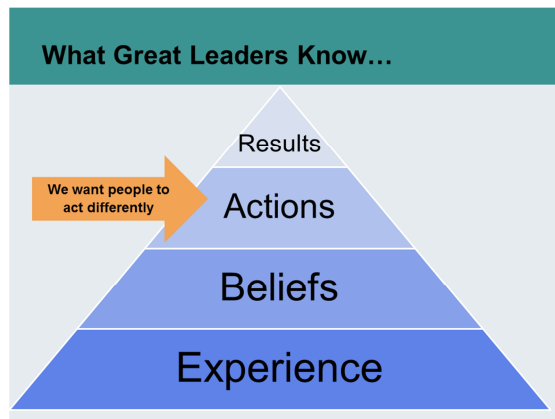 What Great Leaders Know…
Results
We want people to
act differently
Actions
Beliefs
Experience